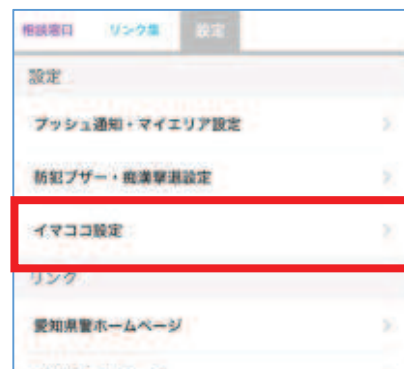 相談窓口 リンク集 設定
設定
プッシュ通知・マイエリア設定
防犯ブザー・痴漢撃退設定
イマココ設定
リンク
愛知県警ホームページ